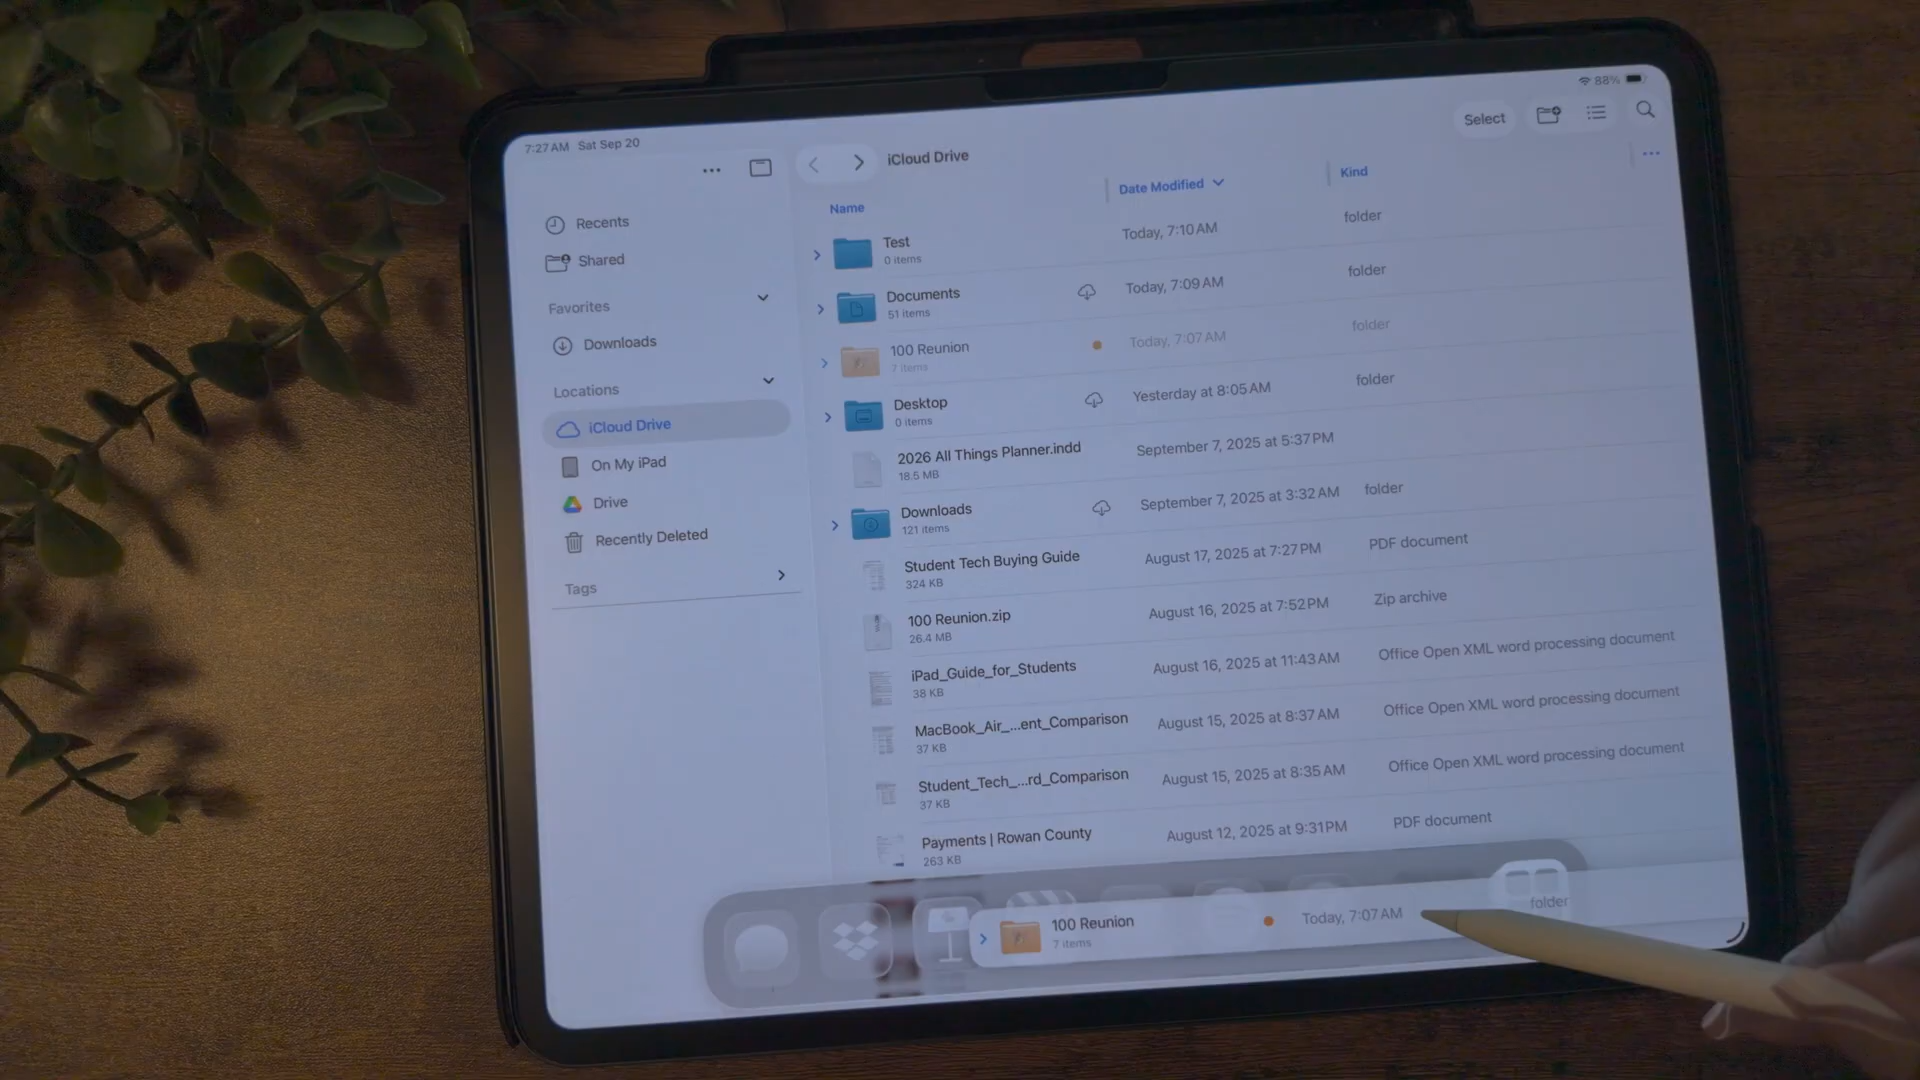 7:27 AM Sat Sep 20
88%
Select
iCloud Drive
Name
Date Modified
Kind
Recents
Shared
Favorites
Downloads
Locations
iCloud Drive
On My iPad
Drive
Recently Deleted
Tags
Test
0 items
Today, 7:10 AM
folder
Documents
51 items
Today, 7:09 AM
folder
100 Reunion
7 items
Today, 7:07 AM
folder
Desktop
0 items
Yesterday at 8:05 AM
folder
2026 All Things Planner.indd
18.5 MB
September 7, 2025 at 5:37 PM
Downloads
121 items
September 7, 2025 at 3:32 AM
folder
Student Tech Buying Guide
324 KB
August 17, 2025 at 7:27 PM
PDF document
100 Reunion.zip
26.4 MB
August 16, 2025 at 7:52 PM
Zip archive
iPad_Guide_for_Students
38 KB
August 16, 2025 at 11:43 AM
Office Open XML word processing document
MacBook_Air_...ent_Comparison
37 KB
August 15, 2025 at 8:37 AM
Office Open XML word processing document
Student_Tech_...rd_Comparison
37 KB
August 15, 2025 at 8:35 AM
Office Open XML word processing document
Payments | Rowan County
263 KB
August 12, 2025 at 9:31 PM
PDF document
100 Reunion
7 items
Today, 7:07 AM
folder